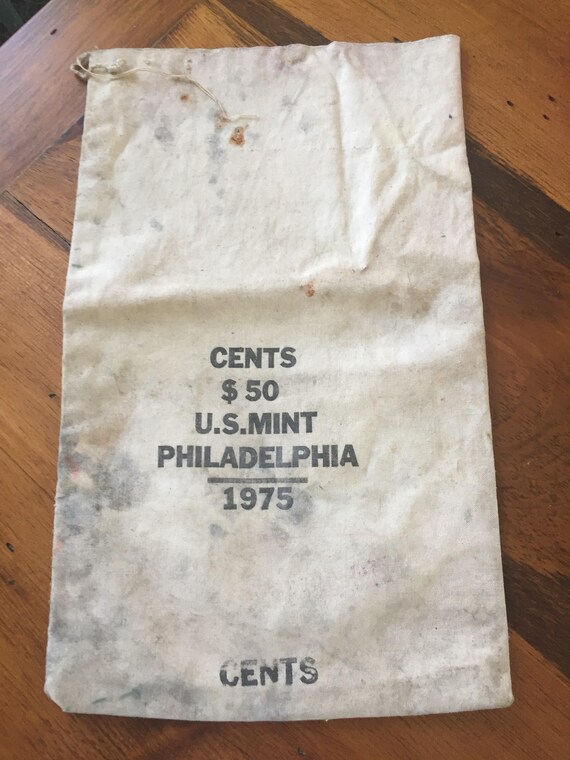 CENTS
$ 50
U.S.MINT
PHILADELPHIA
1975
CENTS